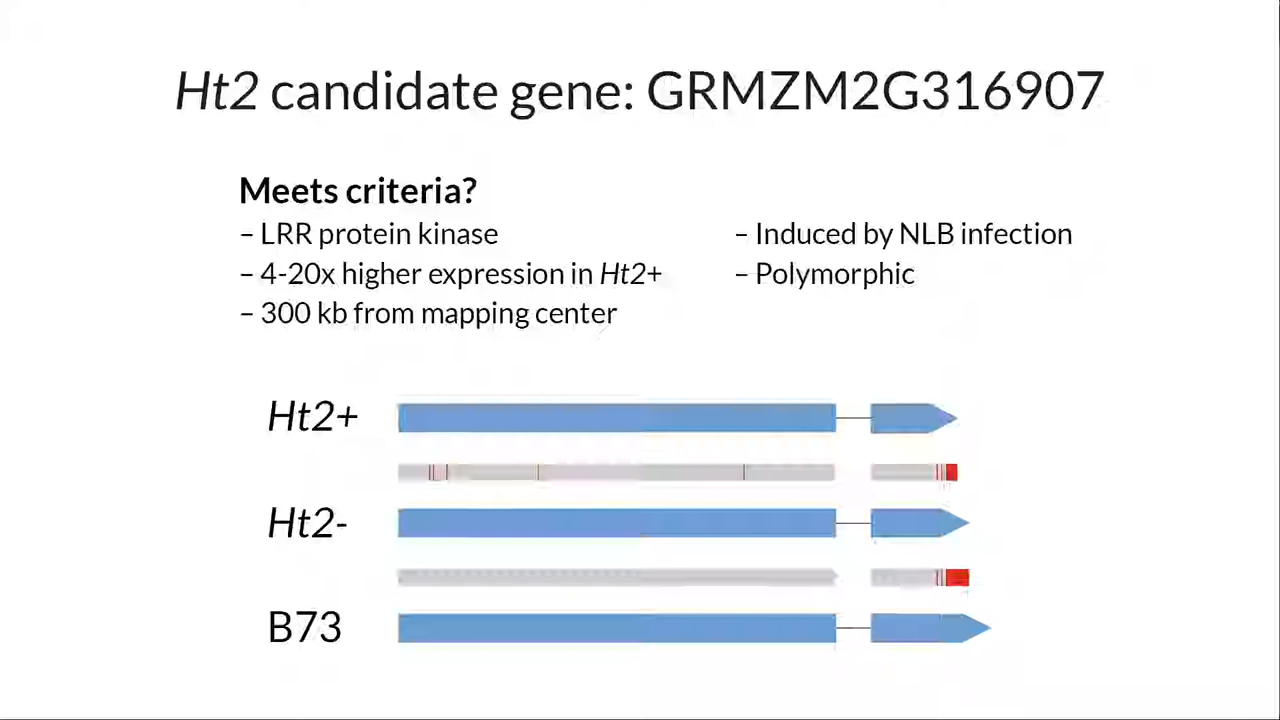 Ht2 candidate gene: GRMZM2G316907
Meets criteria?
– LRR protein kinase
– 4-20x higher expression in Ht2+
– 300 kb from mapping center
– Induced by NLB infection
– Polymorphic
Ht2+
Ht2-
B73